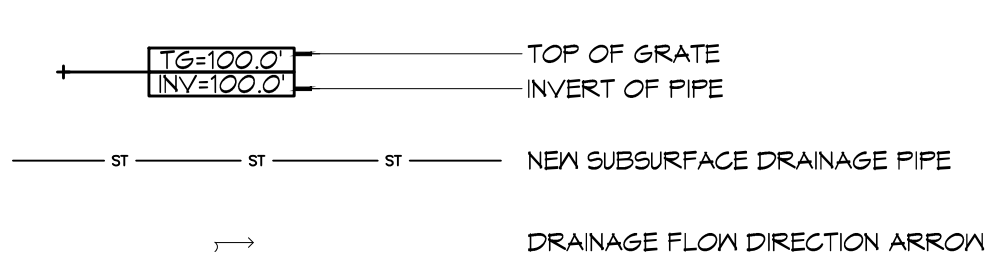 TG=100.0' TOP OF GRATE
INV=100.0' INVERT OF PIPE
ST ST ST NEW SUBSURFACE DRAINAGE PIPE
DRAINAGE FLOW DIRECTION ARROW